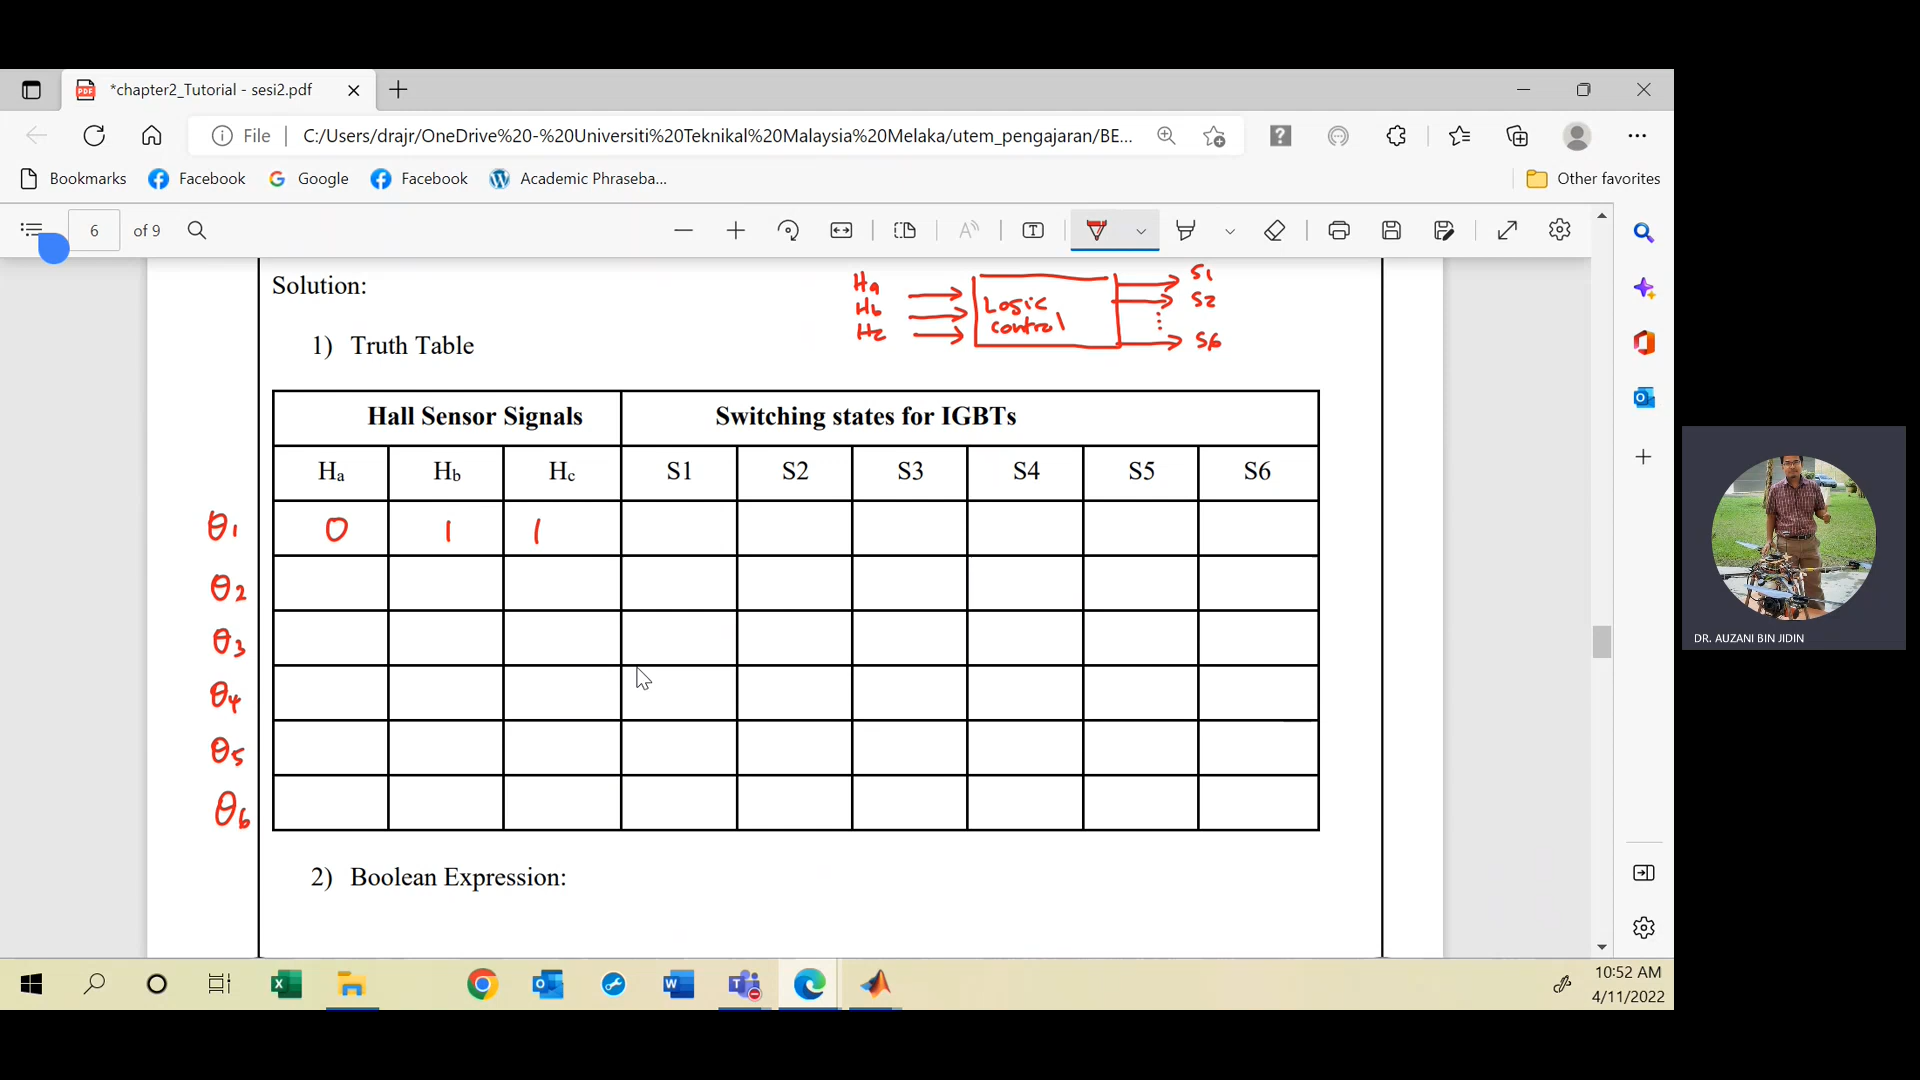 *chapter2_Tutorial - sesi2.pdf
File
C:/Users/drajr/OneDrive%20-%20Universiti%20Teknikal%20Malaysia%20Melaka/utem_pengajaran/BE...
Bookmarks Facebook Google Facebook Academic Phraseba... Other favorites
6 of 9
Solution:
Ha
Hb
Hc
Logic
control
S1
S2
S6
1) Truth Table
Hall Sensor Signals Switching states for IGBTs
Ha Hb Hc S1 S2 S3 S4 S5 S6
θ1 0 1 1
θ2
θ3
θ4
θ5
θ6
2) Boolean Expression:
DR. AUZANI BIN JIDIN
10:52 AM
4/11/2022